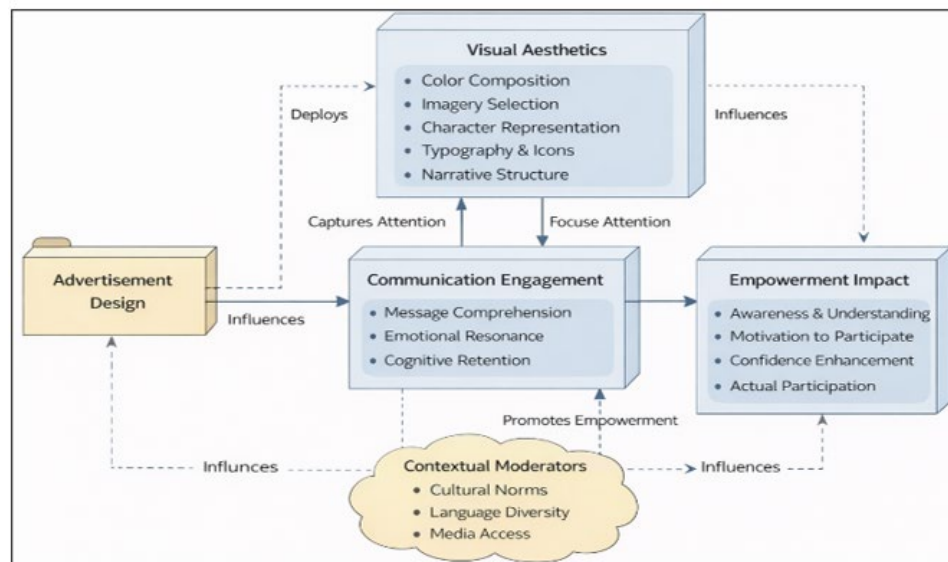 Visual Aesthetics
• Color Composition
• Imagery Selection
• Character Representation
• Typography & Icons
• Narrative Structure
Deploys
Influences
Captures Attention
Focuse Attention
Advertisement
Design
Influences
Communication Engagement
• Message Comprehension
• Emotional Resonance
• Cognitive Retention
Empowerment Impact
• Awareness & Understanding
• Motivation to Participate
• Confidence Enhancement
• Actual Participation
Promotes Empowerment
Influnces
Contextual Moderators
• Cultural Norms
• Language Diversity
• Media Access
Influences